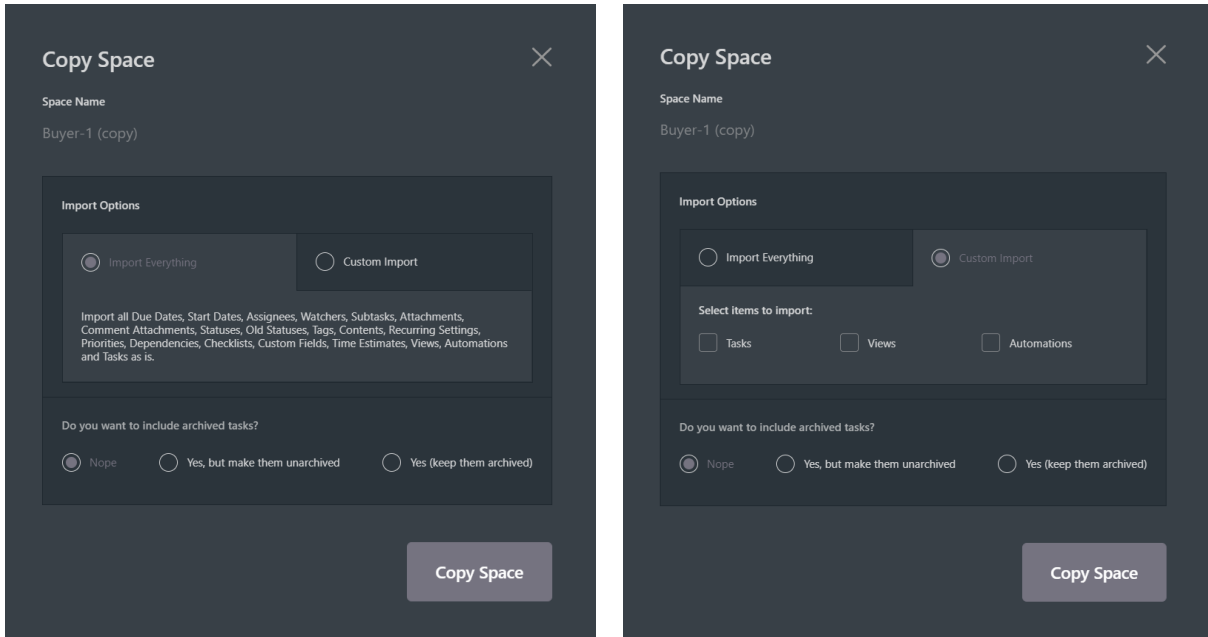 Copy Space
Space Name
Buyer-1 (copy)
Import Options
Import Everything
Custom Import
Import all Due Dates, Start Dates, Assignees, Watchers, Subtasks, Attachments,
Comment Attachments, Statuses, Old Statuses, Tags, Contents, Recurring Settings,
Priorities, Dependencies, Checklists, Custom Fields, Time Estimates, Views, Automations
and Tasks as is.
Do you want to include archived tasks?
Nope
Yes, but make them unarchived
Yes (keep them archived)
Copy Space
Copy Space
Space Name
Buyer-1 (copy)
Import Options
Import Everything
Custom Import
Select items to import:
Tasks
Views
Automations
Do you want to include archived tasks?
Nope
Yes, but make them unarchived
Yes (keep them archived)
Copy Space